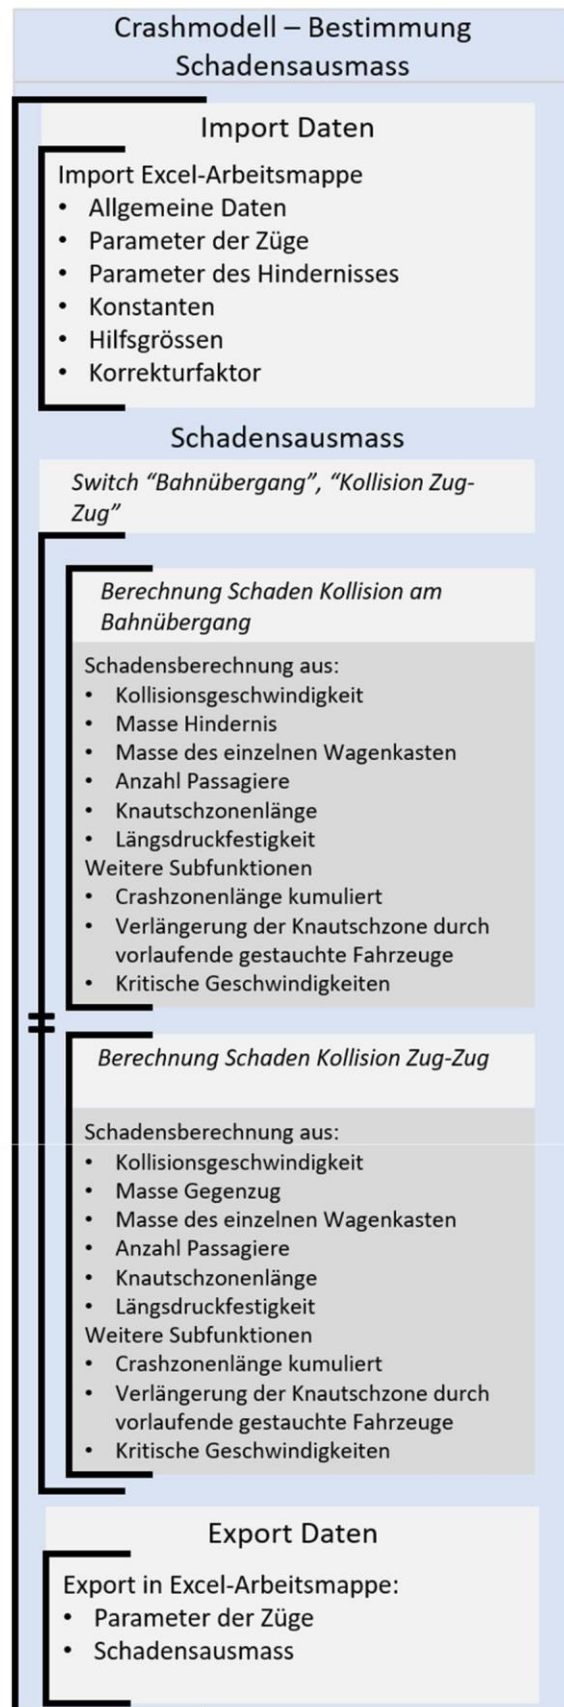 Crashmodell – Bestimmung
Schadensausmass
Import Daten
Import Excel-Arbeitsmappe
• Allgemeine Daten
• Parameter der Züge
• Parameter des Hindernisses
• Konstanten
• Hilfsgrössen
• Korrekturfaktor
Schadensausmass
Switch “Bahnübergang”, “Kollision Zug-
Zug”
Berechnung Schaden Kollision am
Bahnübergang
Schadensberechnung aus:
• Kollisionsgeschwindigkeit
• Masse Hindernis
• Masse des einzelnen Wagenkasten
• Anzahl Passagiere
• Knautschzonenlänge
• Längsdruckfestigkeit
Weitere Subfunktionen
• Crashzonenlänge kumuliert
• Verlängerung der Knautschzone durch
vorlaufende gestauchte Fahrzeuge
• Kritische Geschwindigkeiten
Berechnung Schaden Kollision Zug-Zug
Schadensberechnung aus:
• Kollisionsgeschwindigkeit
• Masse Gegenzug
• Masse des einzelnen Wagenkasten
• Anzahl Passagiere
• Knautschzonenlänge
• Längsdruckfestigkeit
Weitere Subfunktionen
• Crashzonenlänge kumuliert
• Verlängerung der Knautschzone durch
vorlaufende gestauchte Fahrzeuge
• Kritische Geschwindigkeiten
Export Daten
Export in Excel-Arbeitsmappe:
• Parameter der Züge
• Schadensausmass